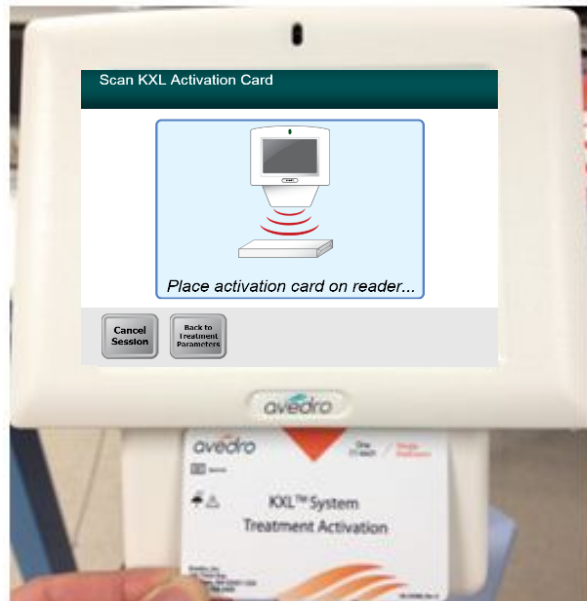 Scan KXL Activation Card
Place activation card on reader...
Cancel
Session
Back to
Treatment
Parameters
avedro
avedro
One
KXL™ System
Treatment Activation